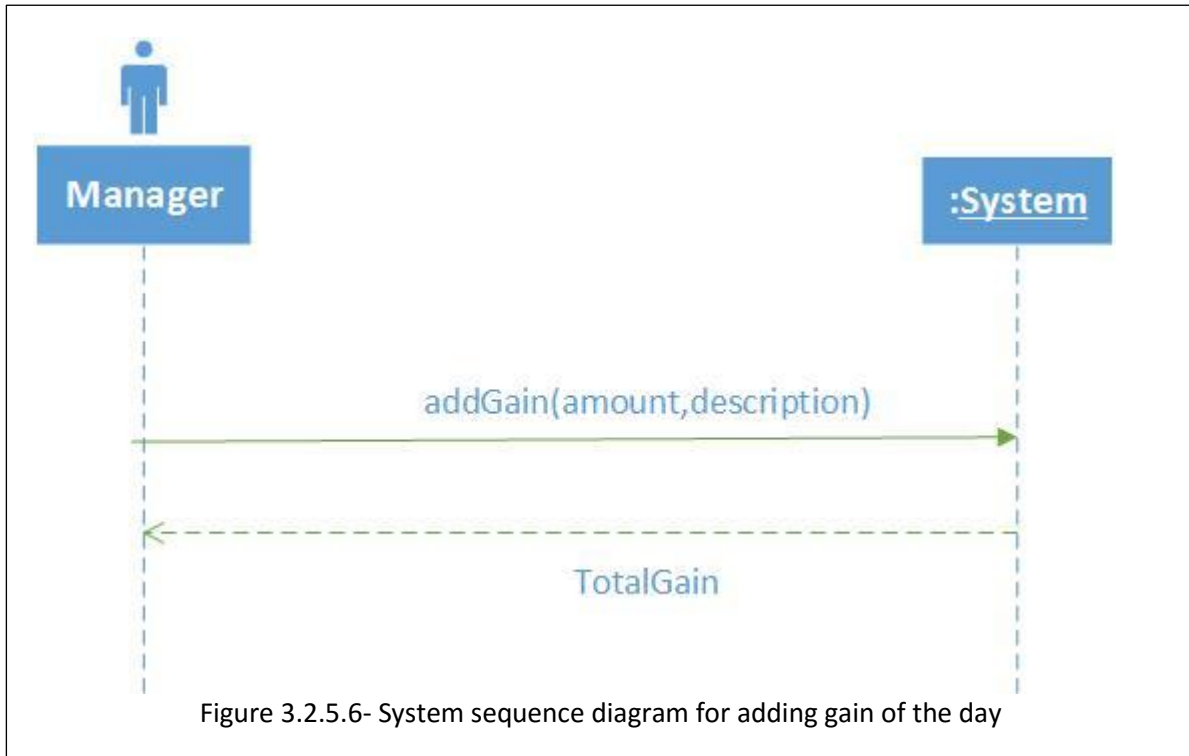 Manager
:System
addGain(amount,description)
TotalGain
Figure 3.2.5.6- System sequence diagram for adding gain of the day